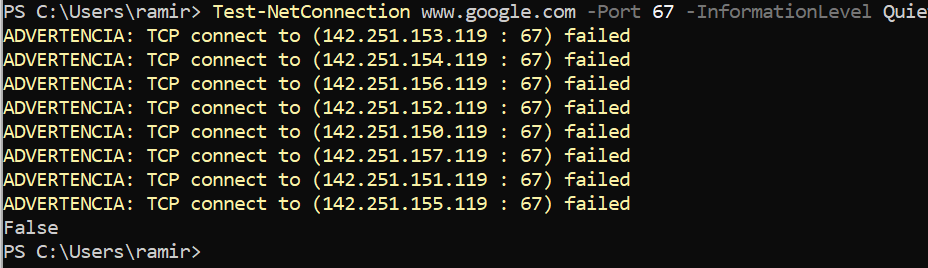 PS C:\Users\ramir> Test-NetConnection www.google.com -Port 67 -InformationLevel Quie
ADVERTENCIA: TCP connect to (142.251.153.119 : 67) failed
ADVERTENCIA: TCP connect to (142.251.154.119 : 67) failed
ADVERTENCIA: TCP connect to (142.251.156.119 : 67) failed
ADVERTENCIA: TCP connect to (142.251.152.119 : 67) failed
ADVERTENCIA: TCP connect to (142.251.150.119 : 67) failed
ADVERTENCIA: TCP connect to (142.251.157.119 : 67) failed
ADVERTENCIA: TCP connect to (142.251.151.119 : 67) failed
ADVERTENCIA: TCP connect to (142.251.155.119 : 67) failed
False
PS C:\Users\ramir>